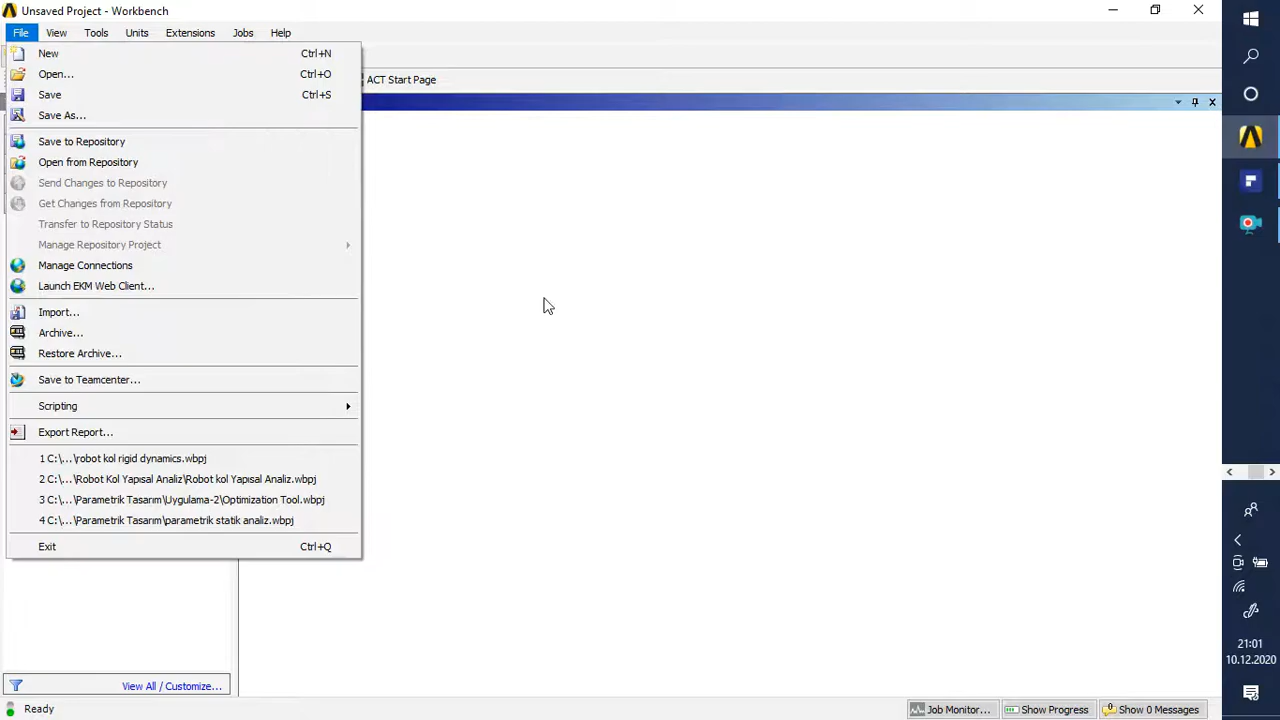 Unsaved Project - Workbench
File View Tools Units Extensions Jobs Help
New Ctrl+N
Open... Ctrl+O
ACT Start Page
Save Ctrl+S
Save As...
Save to Repository
Open from Repository
Send Changes to Repository
Get Changes from Repository
Transfer to Repository Status
Manage Repository Project
Manage Connections
Launch EKM Web Client...
Import...
Archive...
Restore Archive...
Save to Teamcenter...
Scripting
Export Report...
1 C:\...\robot kol rigid dynamics.wbpj
2 C:\...\Robot Kol Yapısal Analiz\Robot kol Yapısal Analiz.wbpj
3 C:\...\Parametrik Tasarım\Uygulama-2\Optimization Tool.wbpj
4 C:\...\Parametrik Tasarım\parametrik statik analiz.wbpj
Exit Ctrl+Q
View All / Customize...
Ready
Job Monitor... Show Progress Show 0 Messages
21:01
10.12.2020